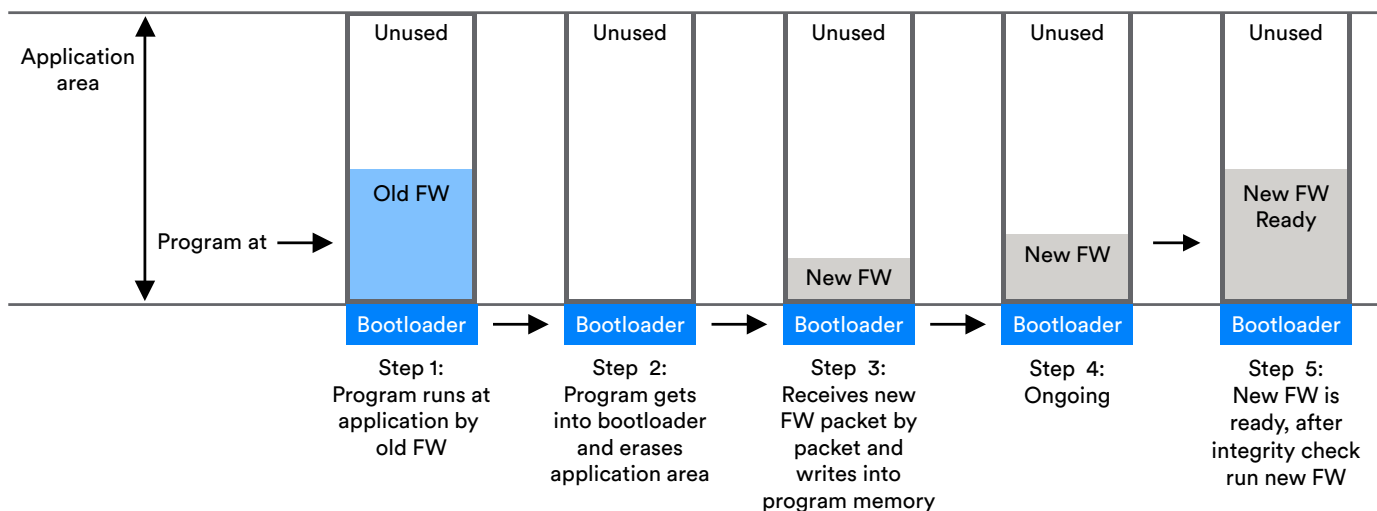 Unused
Unused
Unused
Unused
Unused
Application
area
Old FW
New FW
Ready
Program at
New FW
New FW
Bootloader
Bootloader
Bootloader
Bootloader
Bootloader
Step 1:
Program runs at
application by
old FW
Step 2:
Program gets
into bootloader
and erases
application area
Step 3:
Receives new
FW packet by
packet and
writes into
program memory
Step 4:
Ongoing
Step 5:
New FW is
ready, after
integrity check
run new FW